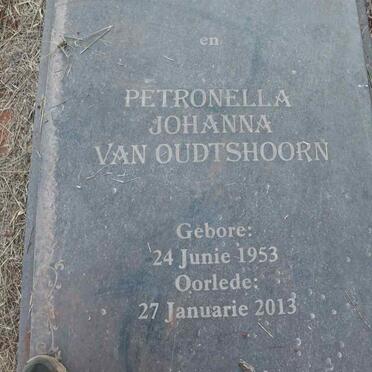 en
PETRONELLA
JOHANNA
VAN OUDTSHOORN
Gebore:
24 Junie 1953
Oorlede:
27 Januarie 2013